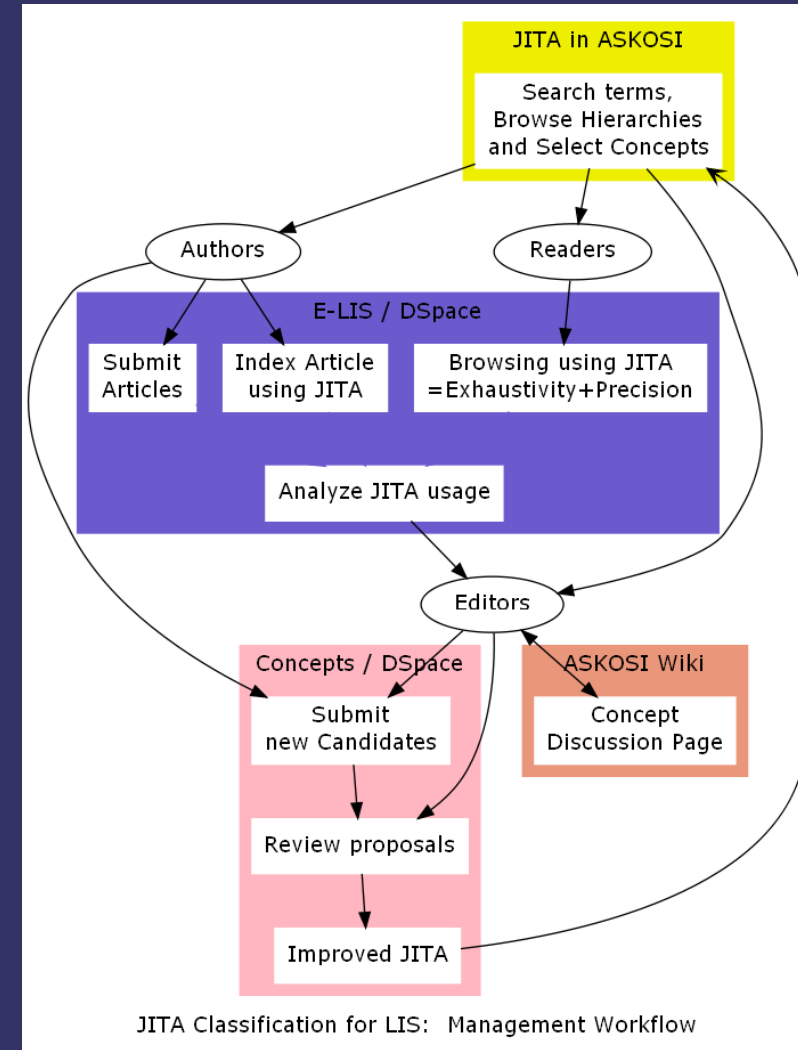 JITA in ASKOSI
Search terms,
Browse Hierarchies
and Select Concepts
Authors
Readers
E-LIS / DSpace
Submit
Articles
Index Article
using JITA
Browsing using JITA
=Exhaustivity+Precision
Analyze JITA usage
Editors
Concepts / DSpace
Submit
new Candidates
Review proposals
Improved JITA
ASKOSI Wiki
Concept
Discussion Page
JITA Classification for LIS: Management Workflow